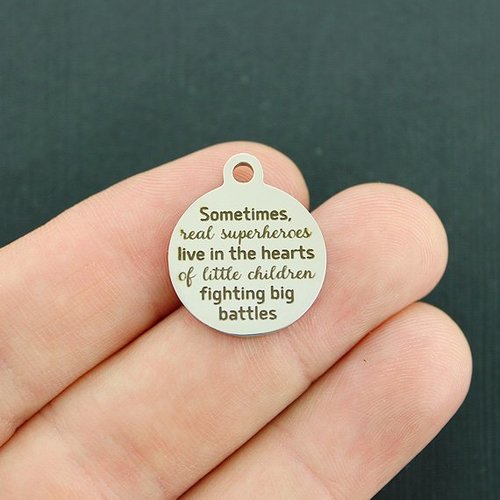 Sometimes,
real superheroes
live in the hearts
of little children
fighting big
battles